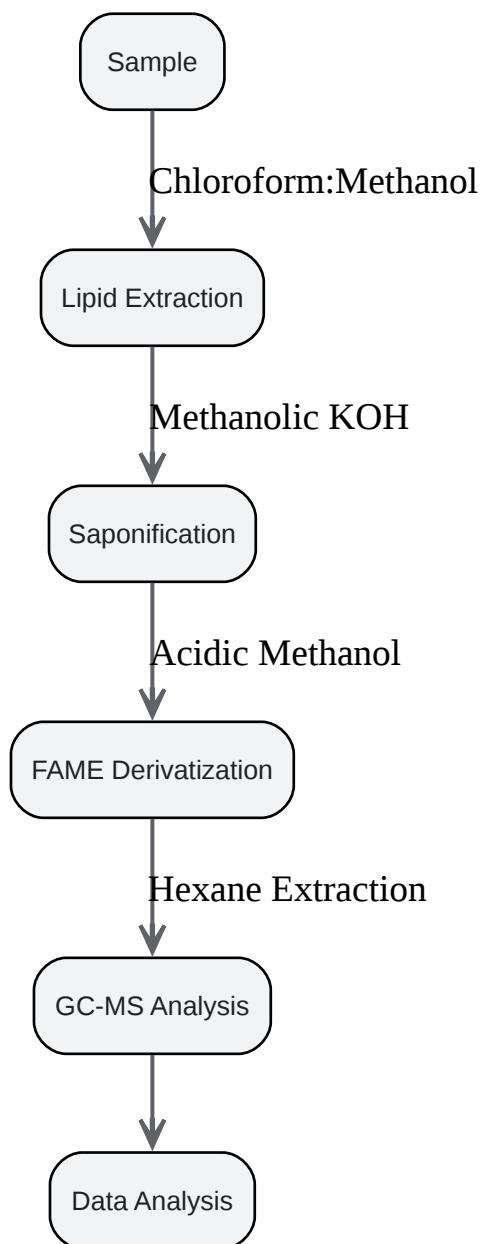 Sample
Chloroform:Methanol
Lipid Extraction
Methanolic KOH
Saponification
Acidic Methanol
FAME Derivatization
Hexane Extraction
GC-MS Analysis
Data Analysis